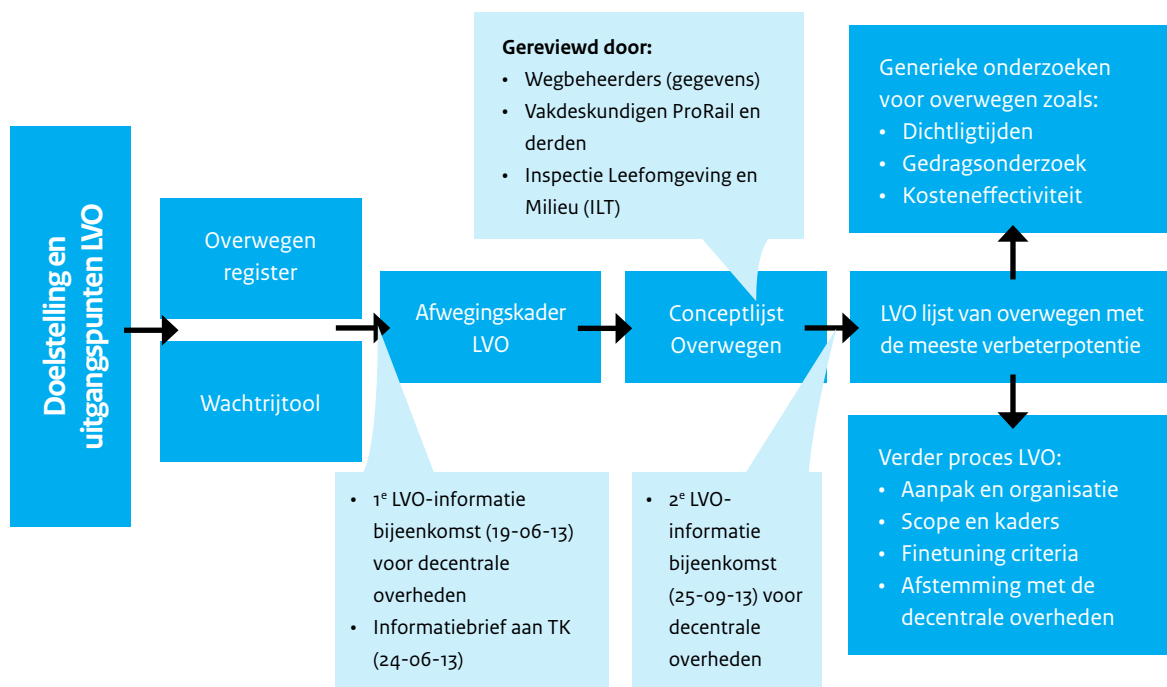 Doelstelling en
uitgangspunten LVO
Overwegen
register
Wachtrijtool
Afwegingskader
LVO
Gereviewd door:
• Wegbeheerders (gegevens)
• Vakdeskundigen ProRail en
derden
• Inspectie Leefomgeving en
Milieu (ILT)
Conceptlijst
Overwegen
• 1e LVO-informatie
bijeenkomst (19-06-13)
voor decentrale
overheden
• Informatiebrief aan TK
(24-06-13)
• 2e LVO-
informatie
bijeenkomst
(25-09-13) voor
decentrale
overheden
Generieke onderzoeken
voor overwegen zoals:
• Dichtligtijden
• Gedragsonderzoek
• Kosteneffectiviteit
LVO lijst van overwegen met
de meeste verbeterpotentie
Verder proces LVO:
• Aanpak en organisatie
• Scope en kaders
• Finetuning criteria
• Afstemming met de
decentrale overheden